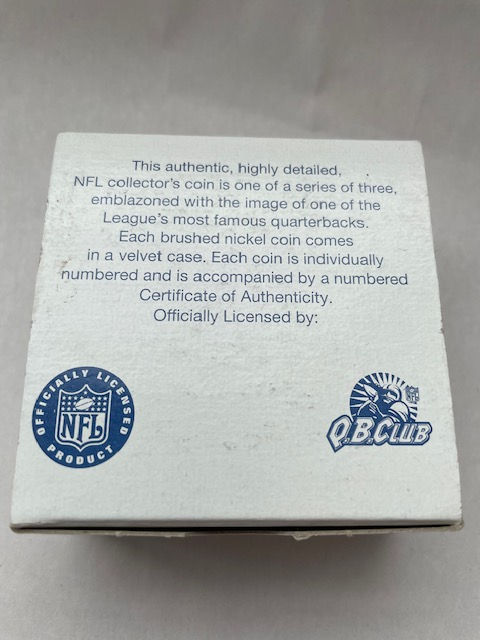 This authentic, highly detailed,
NFL collector's coin is one of a series of three,
emblazoned with the image of one of the
League's most famous quarterbacks.
Each brushed nickel coin comes
in a velvet case. Each coin is individually
numbered and is accompanied by a numbered
Certificate of Authenticity.
Officially Licensed by:
OFFICIALLY LICENSED
NFL
PRODUCT
NFL
Q.B.CLUB